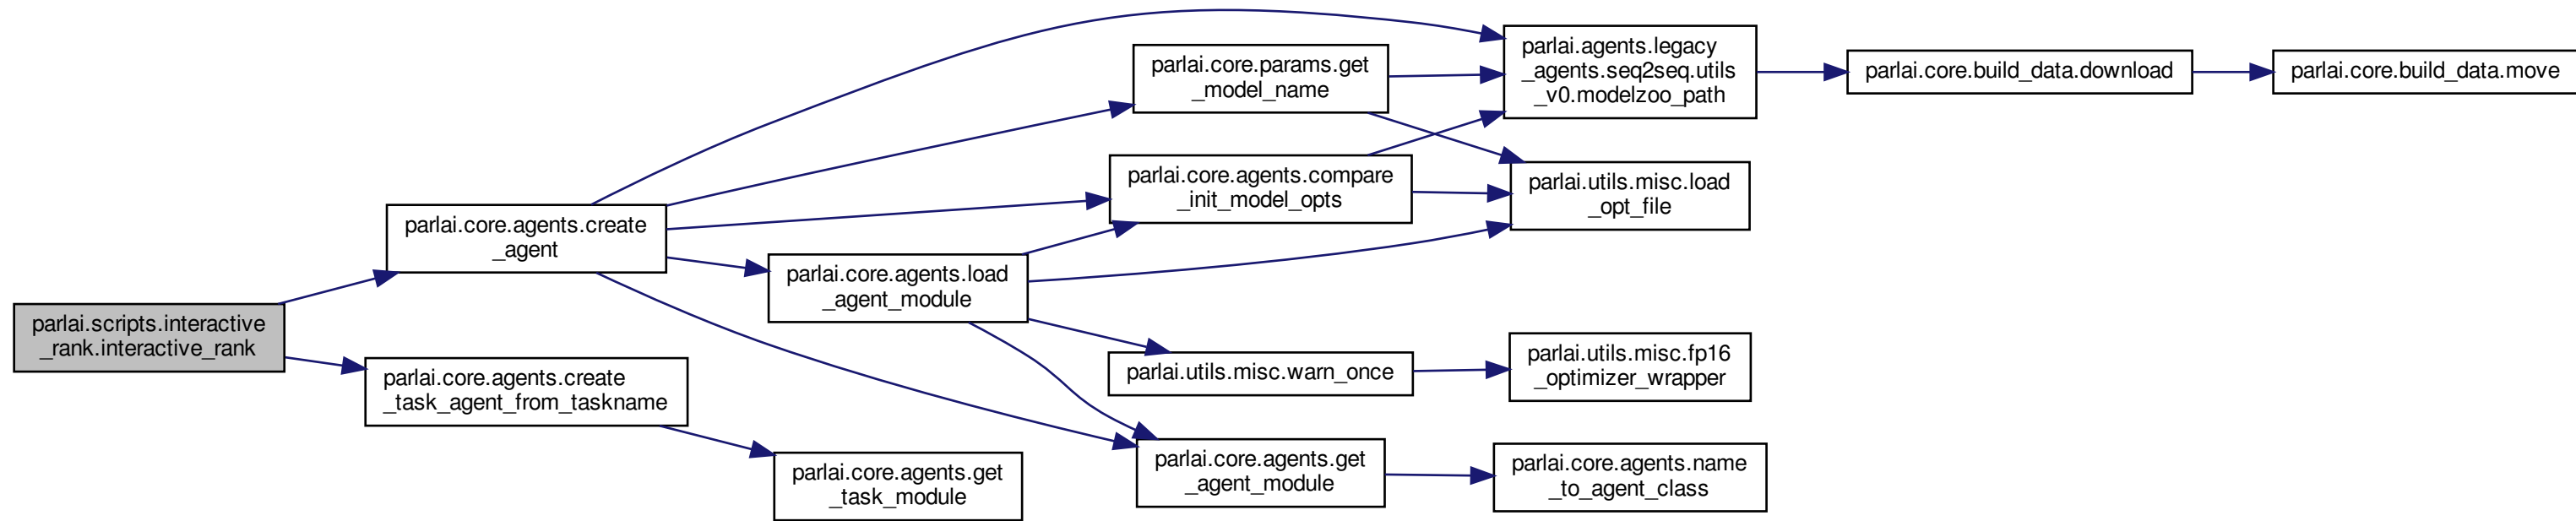 parlai.scripts.interactive
_rank.interactive_rank
parlai.core.agents.create
_agent
parlai.core.agents.create
_task_agent_from_taskname
parlai.core.agents.load
_agent_module
parlai.core.agents.get
_task_module
parlai.core.params.get
_model_name
parlai.core.agents.compare
_init_model_opts
parlai.utils.misc.warn_once
parlai.core.agents.get
_agent_module
parlai.agents.legacy
_agents.seq2seq.utils
_v0.modelzoo_path
parlai.utils.misc.load
_opt_file
parlai.utils.misc.fp16
_optimizer_wrapper
parlai.core.agents.name
_to_agent_class
parlai.core.build_data.download
parlai.core.build_data.move